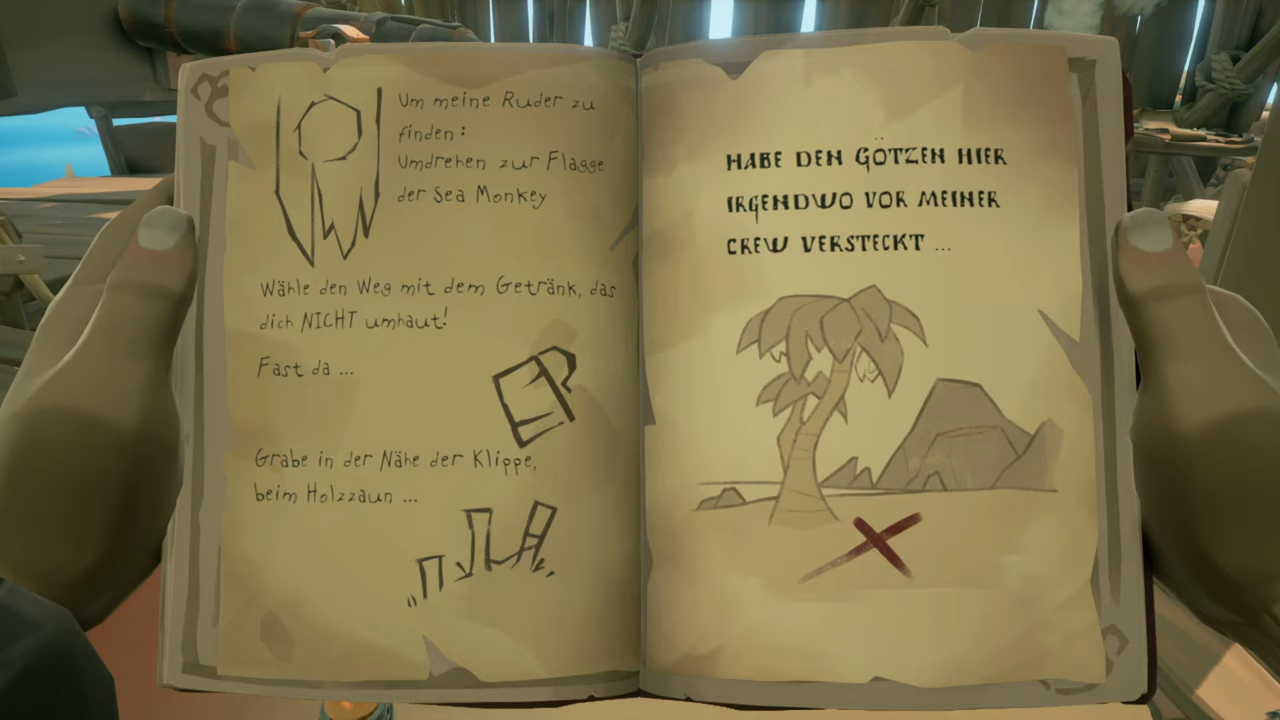 Um meine Ruder zu
finden:
Umdrehen zur Flagge
der Sea Monkey
Wähle den Weg mit dem Getränk, das
dich NICHT umhaut!
Fast da ...
Grabe in der Nähe der Klippe,
beim Holzzaun ...
HABE DEN GÖTZEN HIER
IRGENDWO VOR MEINER
CREW VERSTECKT ...